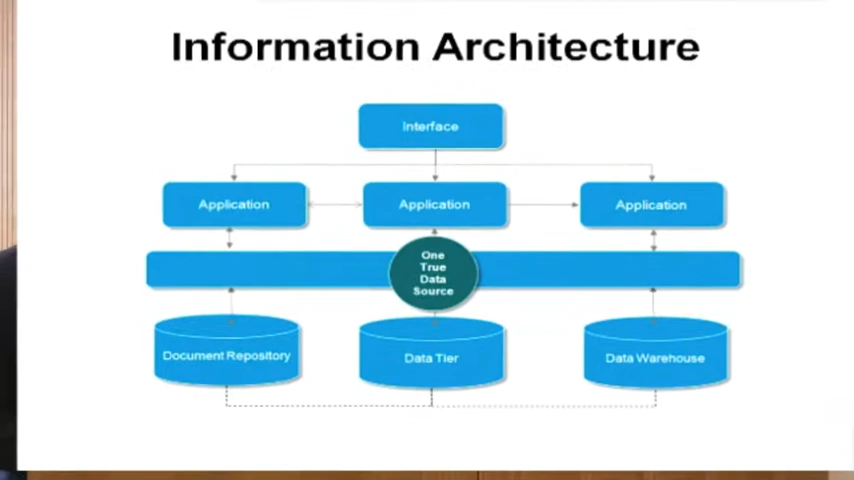 Information Architecture
Interface
Application
Application
Application
One
True
Data
Source
Document Repository
Data Tier
Data Warehouse